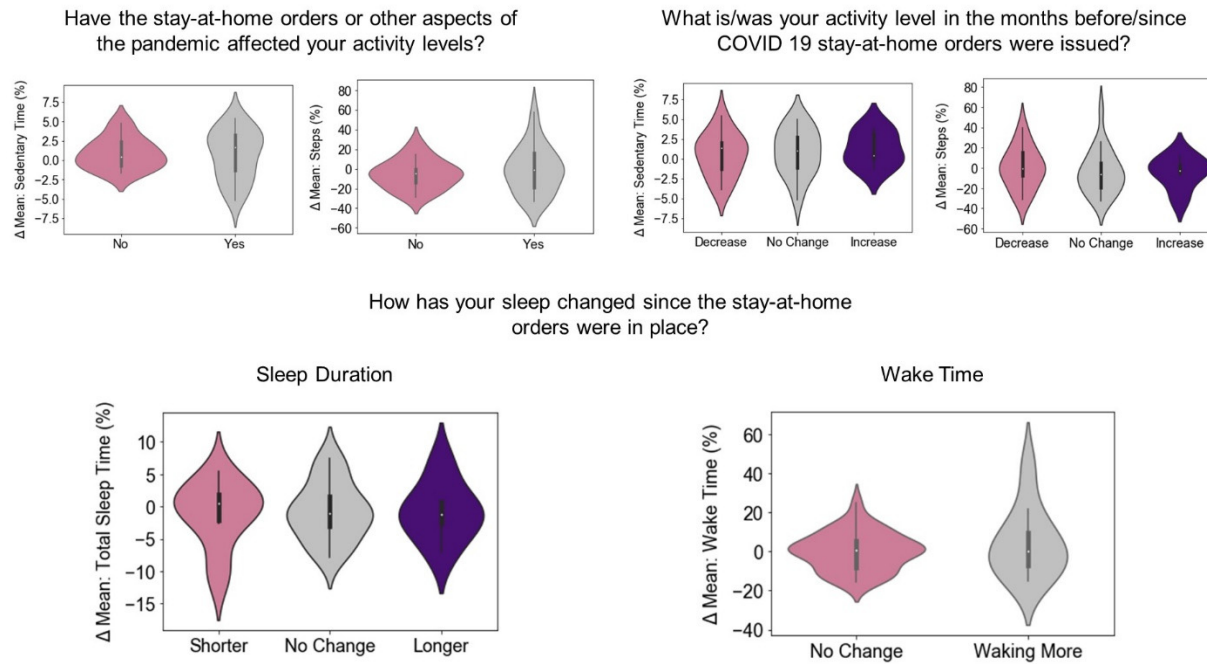 Have the stay-at-home orders or other aspects of
the pandemic affected your activity levels?
Δ Mean: Sedentary Time (%)
7.5
5.0
2.5
0.0
−2.5
−5.0
−7.5
No Yes
Δ Mean: Steps (%)
80
60
40
20
0
−20
−40
−60
No Yes
What is/was your activity level in the months before/since
COVID 19 stay-at-home orders were issued?
Δ Mean: Sedentary Time (%)
7.5
5.0
2.5
0.0
−2.5
−5.0
−7.5
Decrease No Change Increase
Δ Mean: Steps (%)
80
60
40
20
0
−20
−40
−60
Decrease No Change Increase
How has your sleep changed since the stay-at-home
orders were in place?
Sleep Duration
Δ Mean: Total Sleep Time (%)
10
5
0
−5
−10
−15
Shorter No Change Longer
Wake Time
Δ Mean: Wake Time (%)
60
40
20
0
−20
−40
No Change Waking More